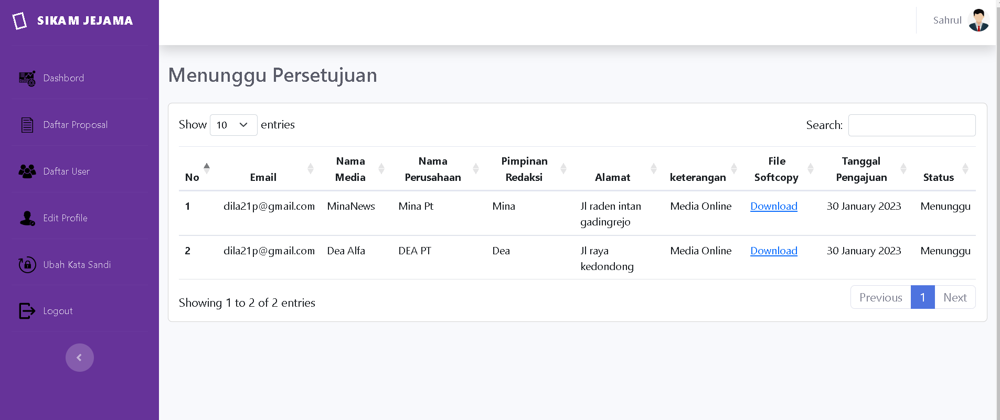 SIKAM JEJAMA
Sahrul
Dashbord
Daftar Proposal
Daftar User
Edit Profile
Ubah Kata Sandi
Logout
Menunggu Persetujuan
Show 10 entries
Search:
No Email Nama Media Nama Perusahaan Pimpinan Redaksi Alamat keterangan File Softcopy Tanggal Pengajuan Status
1 dila21p@gmail.com MinaNews Mina Pt Mina Jl raden intan gadingrejo Media Online Download 30 January 2023 Menunggu
2 dila21p@gmail.com Dea Alfa DEA PT Dea Jl raya kedondong Media Online Download 30 January 2023 Menunggu
Showing 1 to 2 of 2 entries
Previous 1 Next